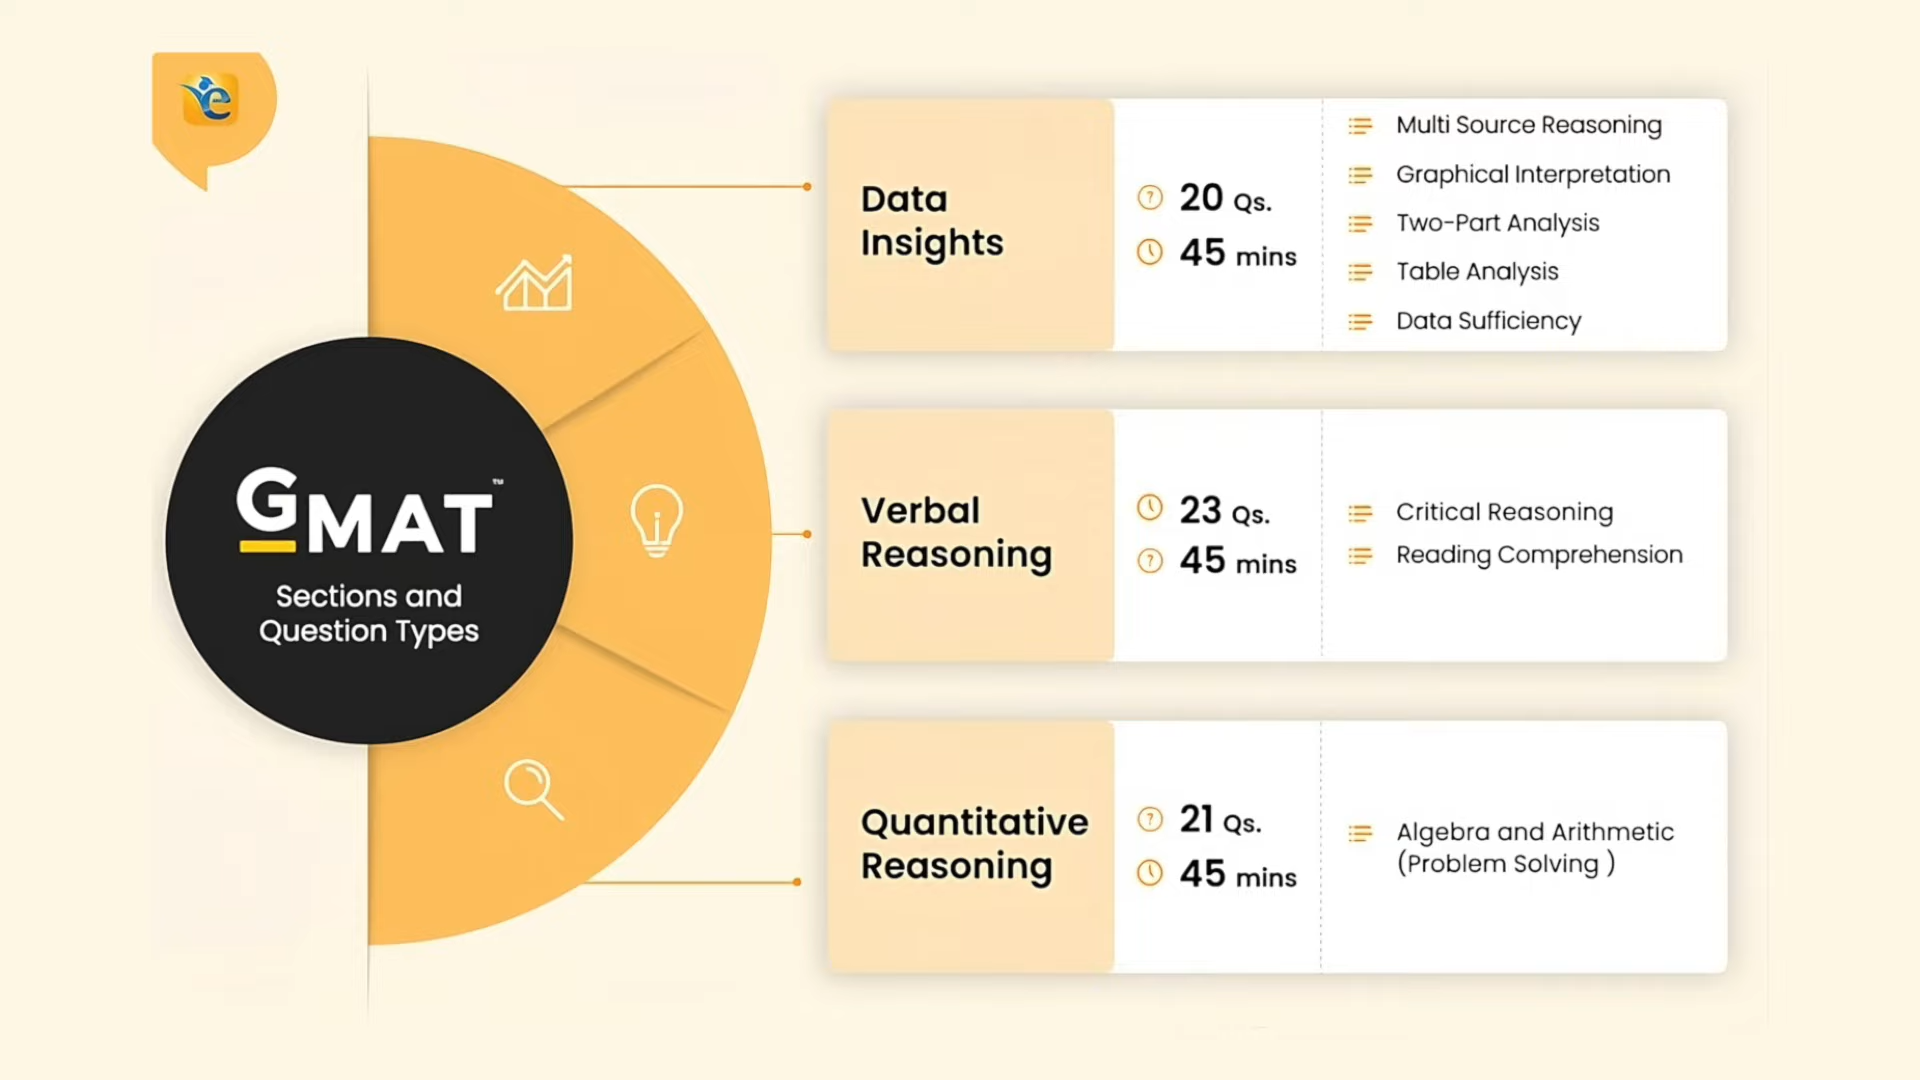 e
GMAT™
Sections and
Question Types
Data
Insights
20 Qs.
45 mins
Multi Source Reasoning
Graphical Interpretation
Two-Part Analysis
Table Analysis
Data Sufficiency
Verbal
Reasoning
23 Qs.
45 mins
Critical Reasoning
Reading Comprehension
Quantitative
Reasoning
21 Qs.
45 mins
Algebra and Arithmetic
(Problem Solving )